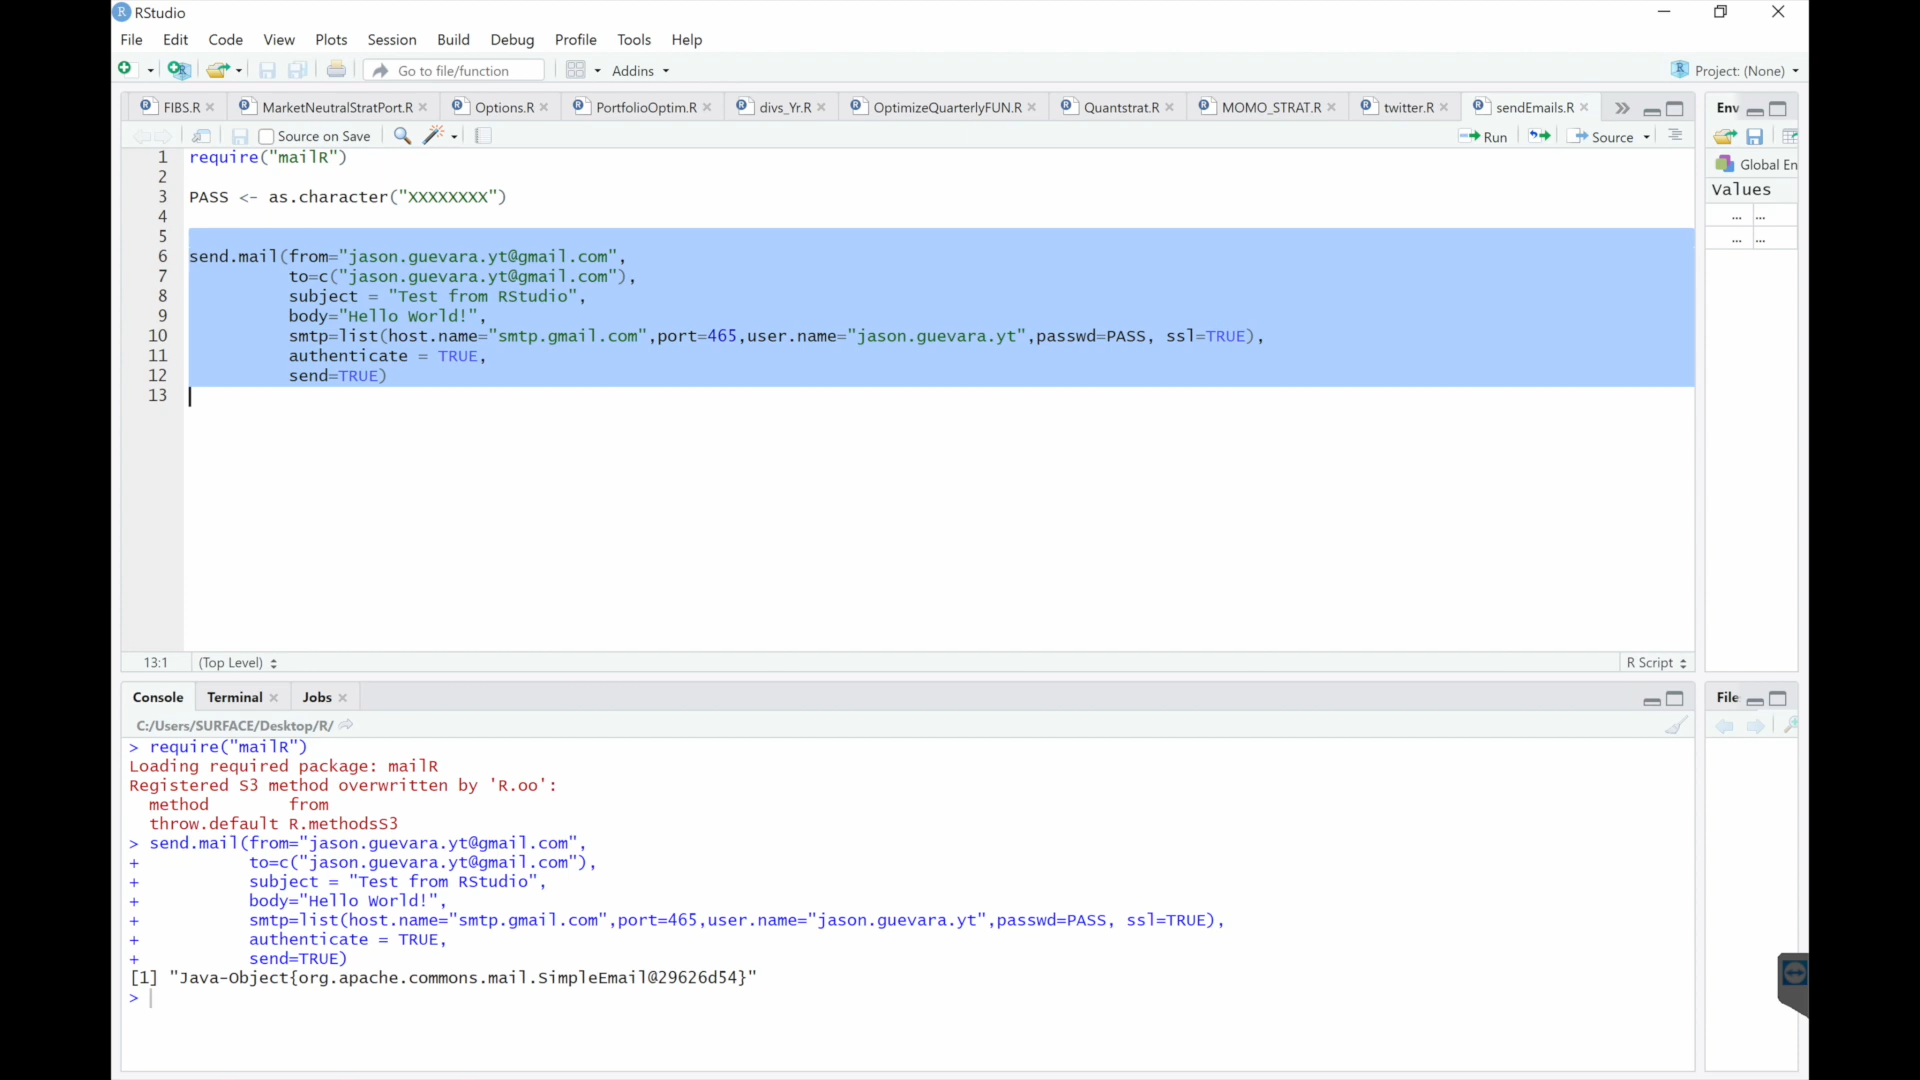 RStudio
File Edit Code View Plots Session Build Debug Profile Tools Help
Go to file/function Addins Project: (None)
FIBS.R MarketNeutralStratPort.R Options.R PortfolioOptim.R divs_Yr.R OptimizeQuarterlyFUN.R Quantstrat.R MOMO_STRAT.R twitter.R sendEmails.R Env
Source on Save Run Source
Global En
Values
... ...
... ...
1 require("mailR")
2
3 PASS <- as.character("XXXXXXXX")
4
5
6 send.mail(from="jason.guevara.yt@gmail.com",
7 to=c("jason.guevara.yt@gmail.com"),
8 subject = "Test from RStudio",
9 body="Hello World!",
10 smtp=list(host.name="smtp.gmail.com",port=465,user.name="jason.guevara.yt",passwd=PASS, ssl=TRUE),
11 authenticate = TRUE,
12 send=TRUE)
13
13:1 (Top Level) R Script
Console Terminal Jobs File
C:/Users/SURFACE/Desktop/R/
> require("mailR")
Loading required package: mailR
Registered S3 method overwritten by 'R.oo':
method from
throw.default R.methodsS3
> send.mail(from="jason.guevara.yt@gmail.com",
+ to=c("jason.guevara.yt@gmail.com"),
+ subject = "Test from RStudio",
+ body="Hello World!",
+ smtp=list(host.name="smtp.gmail.com",port=465,user.name="jason.guevara.yt",passwd=PASS, ssl=TRUE),
+ authenticate = TRUE,
+ send=TRUE)
[1] "Java-Object{org.apache.commons.mail.SimpleEmail@29626d54}"
>